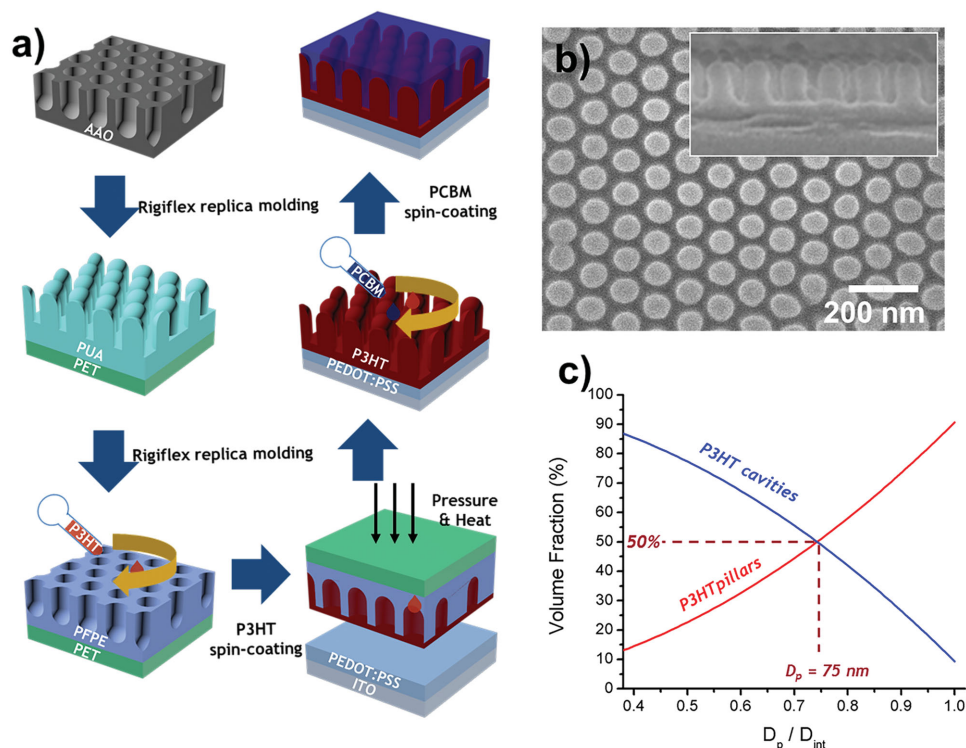 a)
AAO
Rigiflex replica molding
PUA
PET
Rigiflex replica molding
P3HT
PFPE
PET
P3HT
spin-coating
Pressure
& Heat
PEDOT:PSS
ITO
PCBM
P3HT
PEDOT:PSS
PCBM
spin-coating
b)
200 nm
c)
Volume Fraction (%)
100
90
80
70
60
50
40
30
20
10
0
P3HT cavities
50%
P3HTpillars
Dp = 75 nm
0.4 0.5 0.6 0.7 0.8 0.9 1.0
Dp / Dint